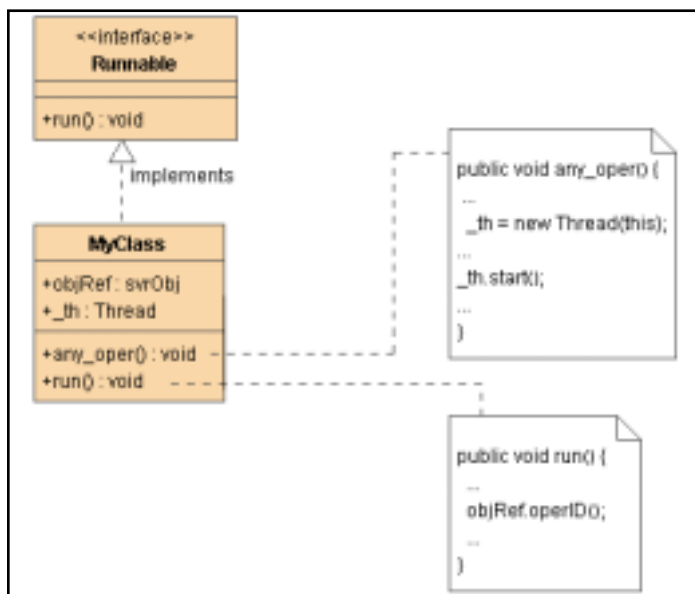 <<interface>>
Runnable
+run() : void
implements
MyClass
+objRef : svrObj
+_th : Thread
+any_oper() : void
+run() : void
public void any_oper() {
...
_th = new Thread(this);
...
_th.start();
...
}
public void run() {
...
objRef.operID();
...
}